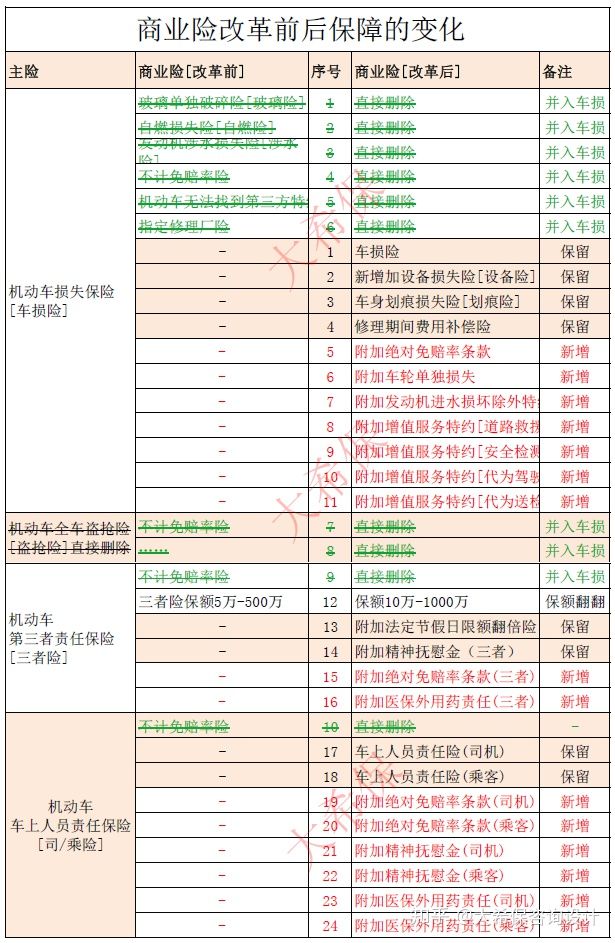 商业险改革前后保障的变化
主险 商业险[改革前] 序号 商业险[改革后] 备注
玻璃单独破碎险[玻璃险] 1 直接删除 并入车损
自燃损失险[自燃险] 2 直接删除 并入车损
发动机涉水损失险[涉水
险] 3 直接删除 并入车损
不计免赔率险 4 直接删除 并入车损
机动车无法找到第三方特 5 直接删除 并入车损
指定修理厂险 6 直接删除 并入车损
机动车损失保险
[车损险]
- 1 车损险 保留
- 2 新增加设备损失险[设备险] 保留
- 3 车身划痕损失险[划痕险] 保留
- 4 修理期间费用补偿险 保留
- 5 附加绝对免赔率条款 新增
- 6 附加车轮单独损失 新增
- 7 附加发动机进水损坏除外特 新增
- 8 附加增值服务特约[道路救援 新增
- 9 附加增值服务特约[安全检测 新增
- 10 附加增值服务特约[代为驾驶 新增
- 11 附加增值服务特约[代为送检 新增
机动车全车盗抢险
[盗抢险]直接删除
不计免赔率险 7 直接删除 并入车损
…… 8 直接删除 并入车损
机动车
第三者责任保险
[三者险]
不计免赔率险 9 直接删除 并入车损
三者险保额5万-500万 12 保额10万-1000万 保额翻翻
- 13 附加法定节假日限额翻倍险 保留
- 14 附加精神抚慰金（三者） 保留
- 15 附加绝对免赔率条款(三者) 新增
- 16 附加医保外用药责任(三者) 新增
机动车
车上人员责任保险
[司/乘险]
不计免赔率险 10 直接删除 -
- 17 车上人员责任险(司机) 保留
- 18 车上人员责任险(乘客) 保留
- 19 附加绝对免赔率条款(司机) 新增
- 20 附加绝对免赔率条款(乘客) 新增
- 21 附加精神抚慰金(司机) 新增
- 22 附加精神抚慰金(乘客) 新增
- 23 附加医保外用药责任(司机) 新增
- 24 附加医保外用药责任(乘客) 新增
大希保
大希保
大希保
知乎 @大希保咨询设计